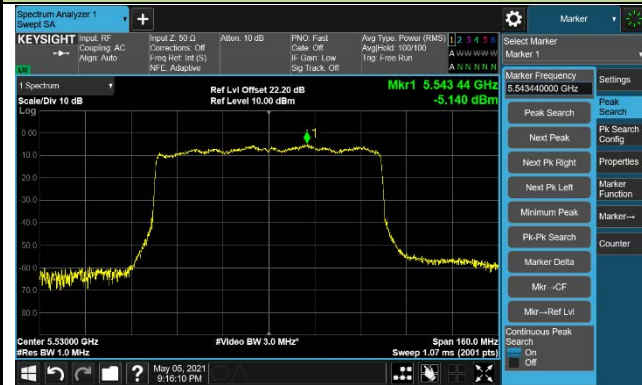 Spectrum Analyzer 1
Swept SA
+
Marker
KEYSIGHT
Input: RF
Coupling: AC
Align: Auto
Input Z: 50 Ω
Corrections: Off
Freq Ref: Int (S)
NFE: Adaptive
Atten: 10 dB
PNO: Fast
Gate: Off
IF Gain: Low
Sig Track: Off
Avg Type: Power (RMS)
Avg|Hold: 100/100
Trig: Free Run
1 2 3 4 5 6
A W W W W W
A N N N N N
Select Marker
Marker 1
LXI
1 Spectrum
Scale/Div 10 dB
Log
Ref Lvl Offset 22.20 dB
Ref Level 10.00 dBm
Mkr1 5.543 44 GHz
-5.140 dBm
1
0.00
-10.0
-20.0
-30.0
-40.0
-50.0
-60.0
-70.0
-80.0
Center 5.53000 GHz
#Res BW 1.0 MHz
#Video BW 3.0 MHz*
Span 160.0 MHz
Sweep 1.07 ms (2001 pts)
Marker Frequency
5.543440000 GHz
Peak Search
Next Peak
Next Pk Right
Next Pk Left
Minimum Peak
Pk-Pk Search
Marker Delta
Mkr→CF
Mkr→Ref Lvl
Continuous Peak
Search
On
Off
Settings
Peak
Search
Pk Search
Config
Properties
Marker
Function
Marker→
Counter
?
May 05, 2021
9:16:10 PM